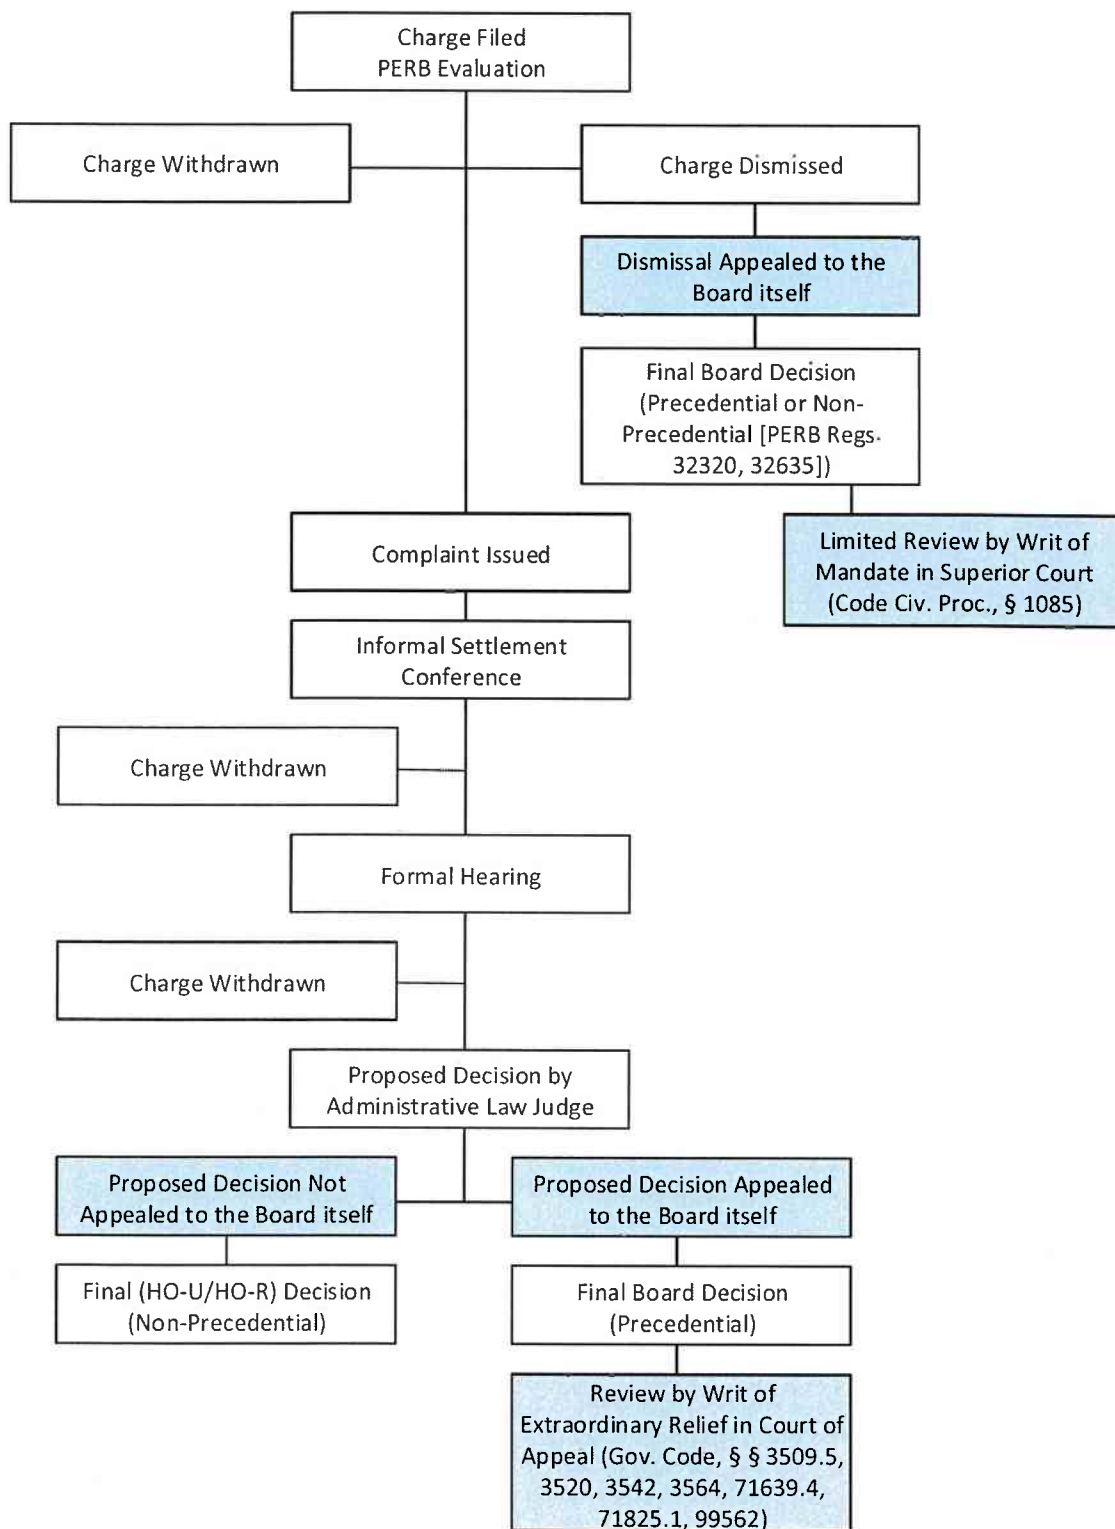 Charge Filed
PERB Evaluation
Charge Withdrawn
Charge Dismissed
Dismissal Appealed to the
Board itself
Final Board Decision
(Precedential or Non-
Precedential [PERB Regs.
32320, 32635])
Limited Review by Writ of
Mandate in Superior Court
(Code Civ. Proc., § 1085)
Complaint Issued
Informal Settlement
Conference
Charge Withdrawn
Formal Hearing
Charge Withdrawn
Proposed Decision by
Administrative Law Judge
Proposed Decision Not
Appealed to the Board itself
Proposed Decision Appealed
to the Board itself
Final (HO-U/HO-R) Decision
(Non-Precedential)
Final Board Decision
(Precedential)
Review by Writ of
Extraordinary Relief in Court of
Appeal (Gov. Code, § § 3509.5,
3520, 3542, 3564, 71639.4,
71825.1, 99562)